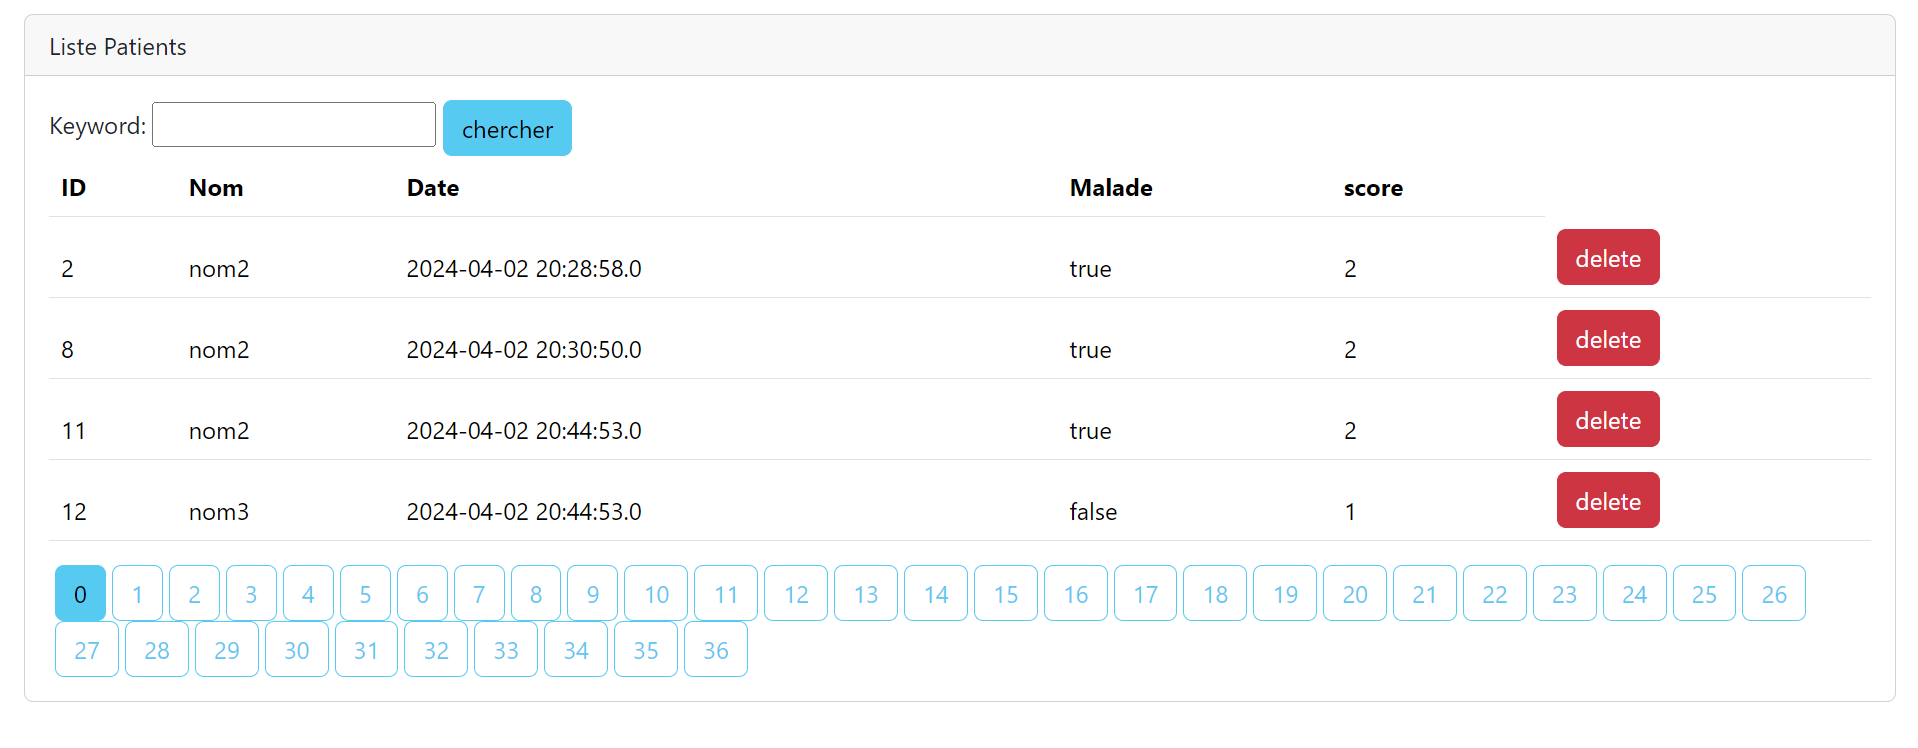 Liste Patients
Keyword: chercher
ID Nom Date Malade score
2 nom2 2024-04-02 20:28:58.0 true 2 delete
8 nom2 2024-04-02 20:30:50.0 true 2 delete
11 nom2 2024-04-02 20:44:53.0 true 2 delete
12 nom3 2024-04-02 20:44:53.0 false 1 delete
0 1 2 3 4 5 6 7 8 9 10 11 12 13 14 15 16 17 18 19 20 21 22 23 24 25 26
27 28 29 30 31 32 33 34 35 36